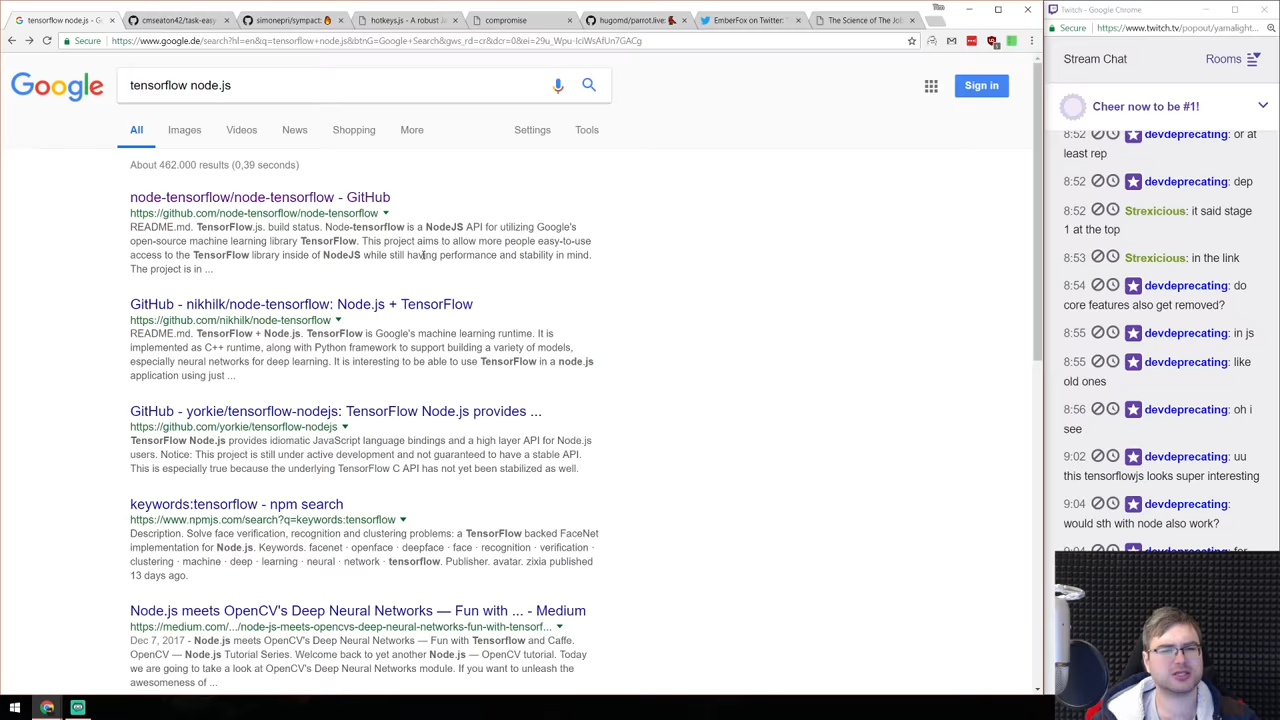 tensorflow node.js - G
cmseaton42/task-easy
simonepri/sympact: 🔥
hotkeys.js - A robust J
compromise
hugomd/parrot.live:
EmberFox on Twitter: "
The Science of The Job
Twitch - Google Chrome
Secure
https://www.google.de/search?hl=en&q=tensorflow+node.js&btnG=Google+Search&gws_rd=cr&dcr=0&ei=29u_Wpu-IciWsAfUn7GACg
Secure
https://www.twitch.tv/popout/yamalight
Google
tensorflow node.js
Sign in
All
Images
Videos
News
Shopping
More
Settings
Tools
About 462.000 results (0,39 seconds)
node-tensorflow/node-tensorflow - GitHub
https://github.com/node-tensorflow/node-tensorflow
README.md. TensorFlow.js. build status. Node-tensorflow is a NodeJS API for utilizing Google's
open-source machine learning library TensorFlow. This project aims to allow more people easy-to-use
access to the TensorFlow library inside of NodeJS while still having performance and stability in mind.
The project is in ...
GitHub - nikhilk/node-tensorflow: Node.js + TensorFlow
https://github.com/nikhilk/node-tensorflow
README.md. TensorFlow + Node.js. TensorFlow is Google's machine learning runtime. It is
implemented as C++ runtime, along with Python framework to support building a variety of models,
especially neural networks for deep learning. It is interesting to be able to use TensorFlow in a node.js
application using just ...
GitHub - yorkie/tensorflow-nodejs: TensorFlow Node.js provides ...
https://github.com/yorkie/tensorflow-nodejs
TensorFlow Node.js provides idiomatic JavaScript language bindings and a high layer API for Node.js
users. Notice: This project is still under active development and not guaranteed to have a stable API.
This is especially true because the underlying TensorFlow C API has not yet been stabilized as well.
keywords:tensorflow - npm search
https://www.npmjs.com/search?q=keywords:tensorflow
Description. Solve face verification, recognition and clustering problems: a TensorFlow backed FaceNet
implementation for Node.js. Keywords. facenet · openface · deepface · face · recognition · verification ·
clustering · machine · deep · learning · neural · network · tensorflow. Publisher. avatar. zixia published
13 days ago.
Node.js meets OpenCV's Deep Neural Networks — Fun with ... - Medium
https://medium.com/.../node-js-meets-opencvs-deep-neural-networks-fun-with-tensorf...
Dec 7, 2017 - Node.js meets OpenCV's Deep Neural Networks — Fun with Tensorflow and Caffe.
OpenCV — Node.js Tutorial Series. Welcome back to yet another Node.js — OpenCV tutorial. Today
we are going to take a look at OpenCV's Deep Neural Networks module. If you want to unleash the
awesomeness of ...
Stream Chat
Rooms
Cheer now to be #1!
8:52 devdeprecating: or at
least rep
8:52 devdeprecating: dep
8:52 Strexicious: it said stage
1 at the top
8:53 Strexicious: in the link
8:54 devdeprecating: do
core features also get removed?
8:55 devdeprecating: in js
8:55 devdeprecating: like
old ones
8:56 devdeprecating: oh i
see
9:02 devdeprecating: uu
this tensorflowjs looks super interesting
9:04 devdeprecating:
would sth with node also work?
9:04 devdeprecating: for